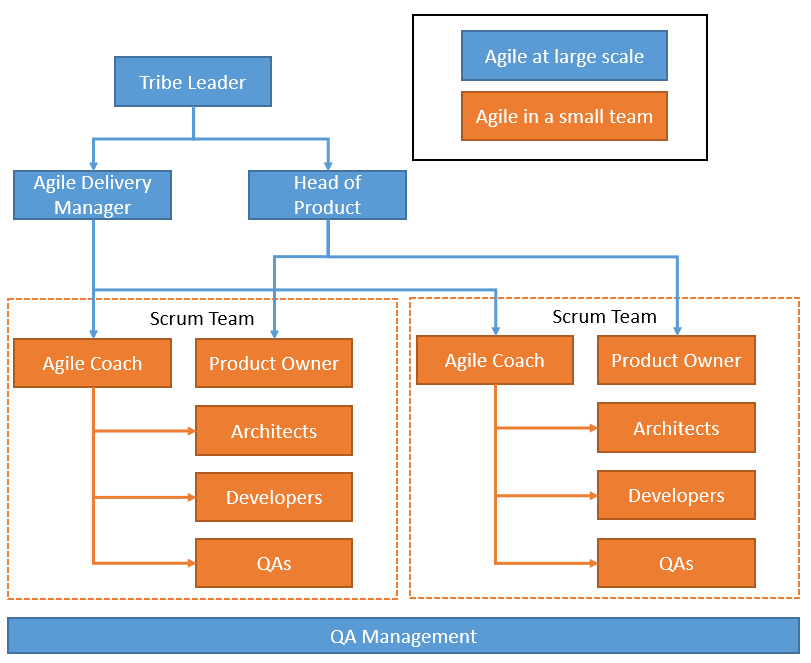 Agile at large scale
Agile in a small team
Tribe Leader
Agile Delivery
Manager
Head of
Product
Scrum Team
Agile Coach
Product Owner
Architects
Developers
QAs
Scrum Team
Agile Coach
Product Owner
Architects
Developers
QAs
QA Management